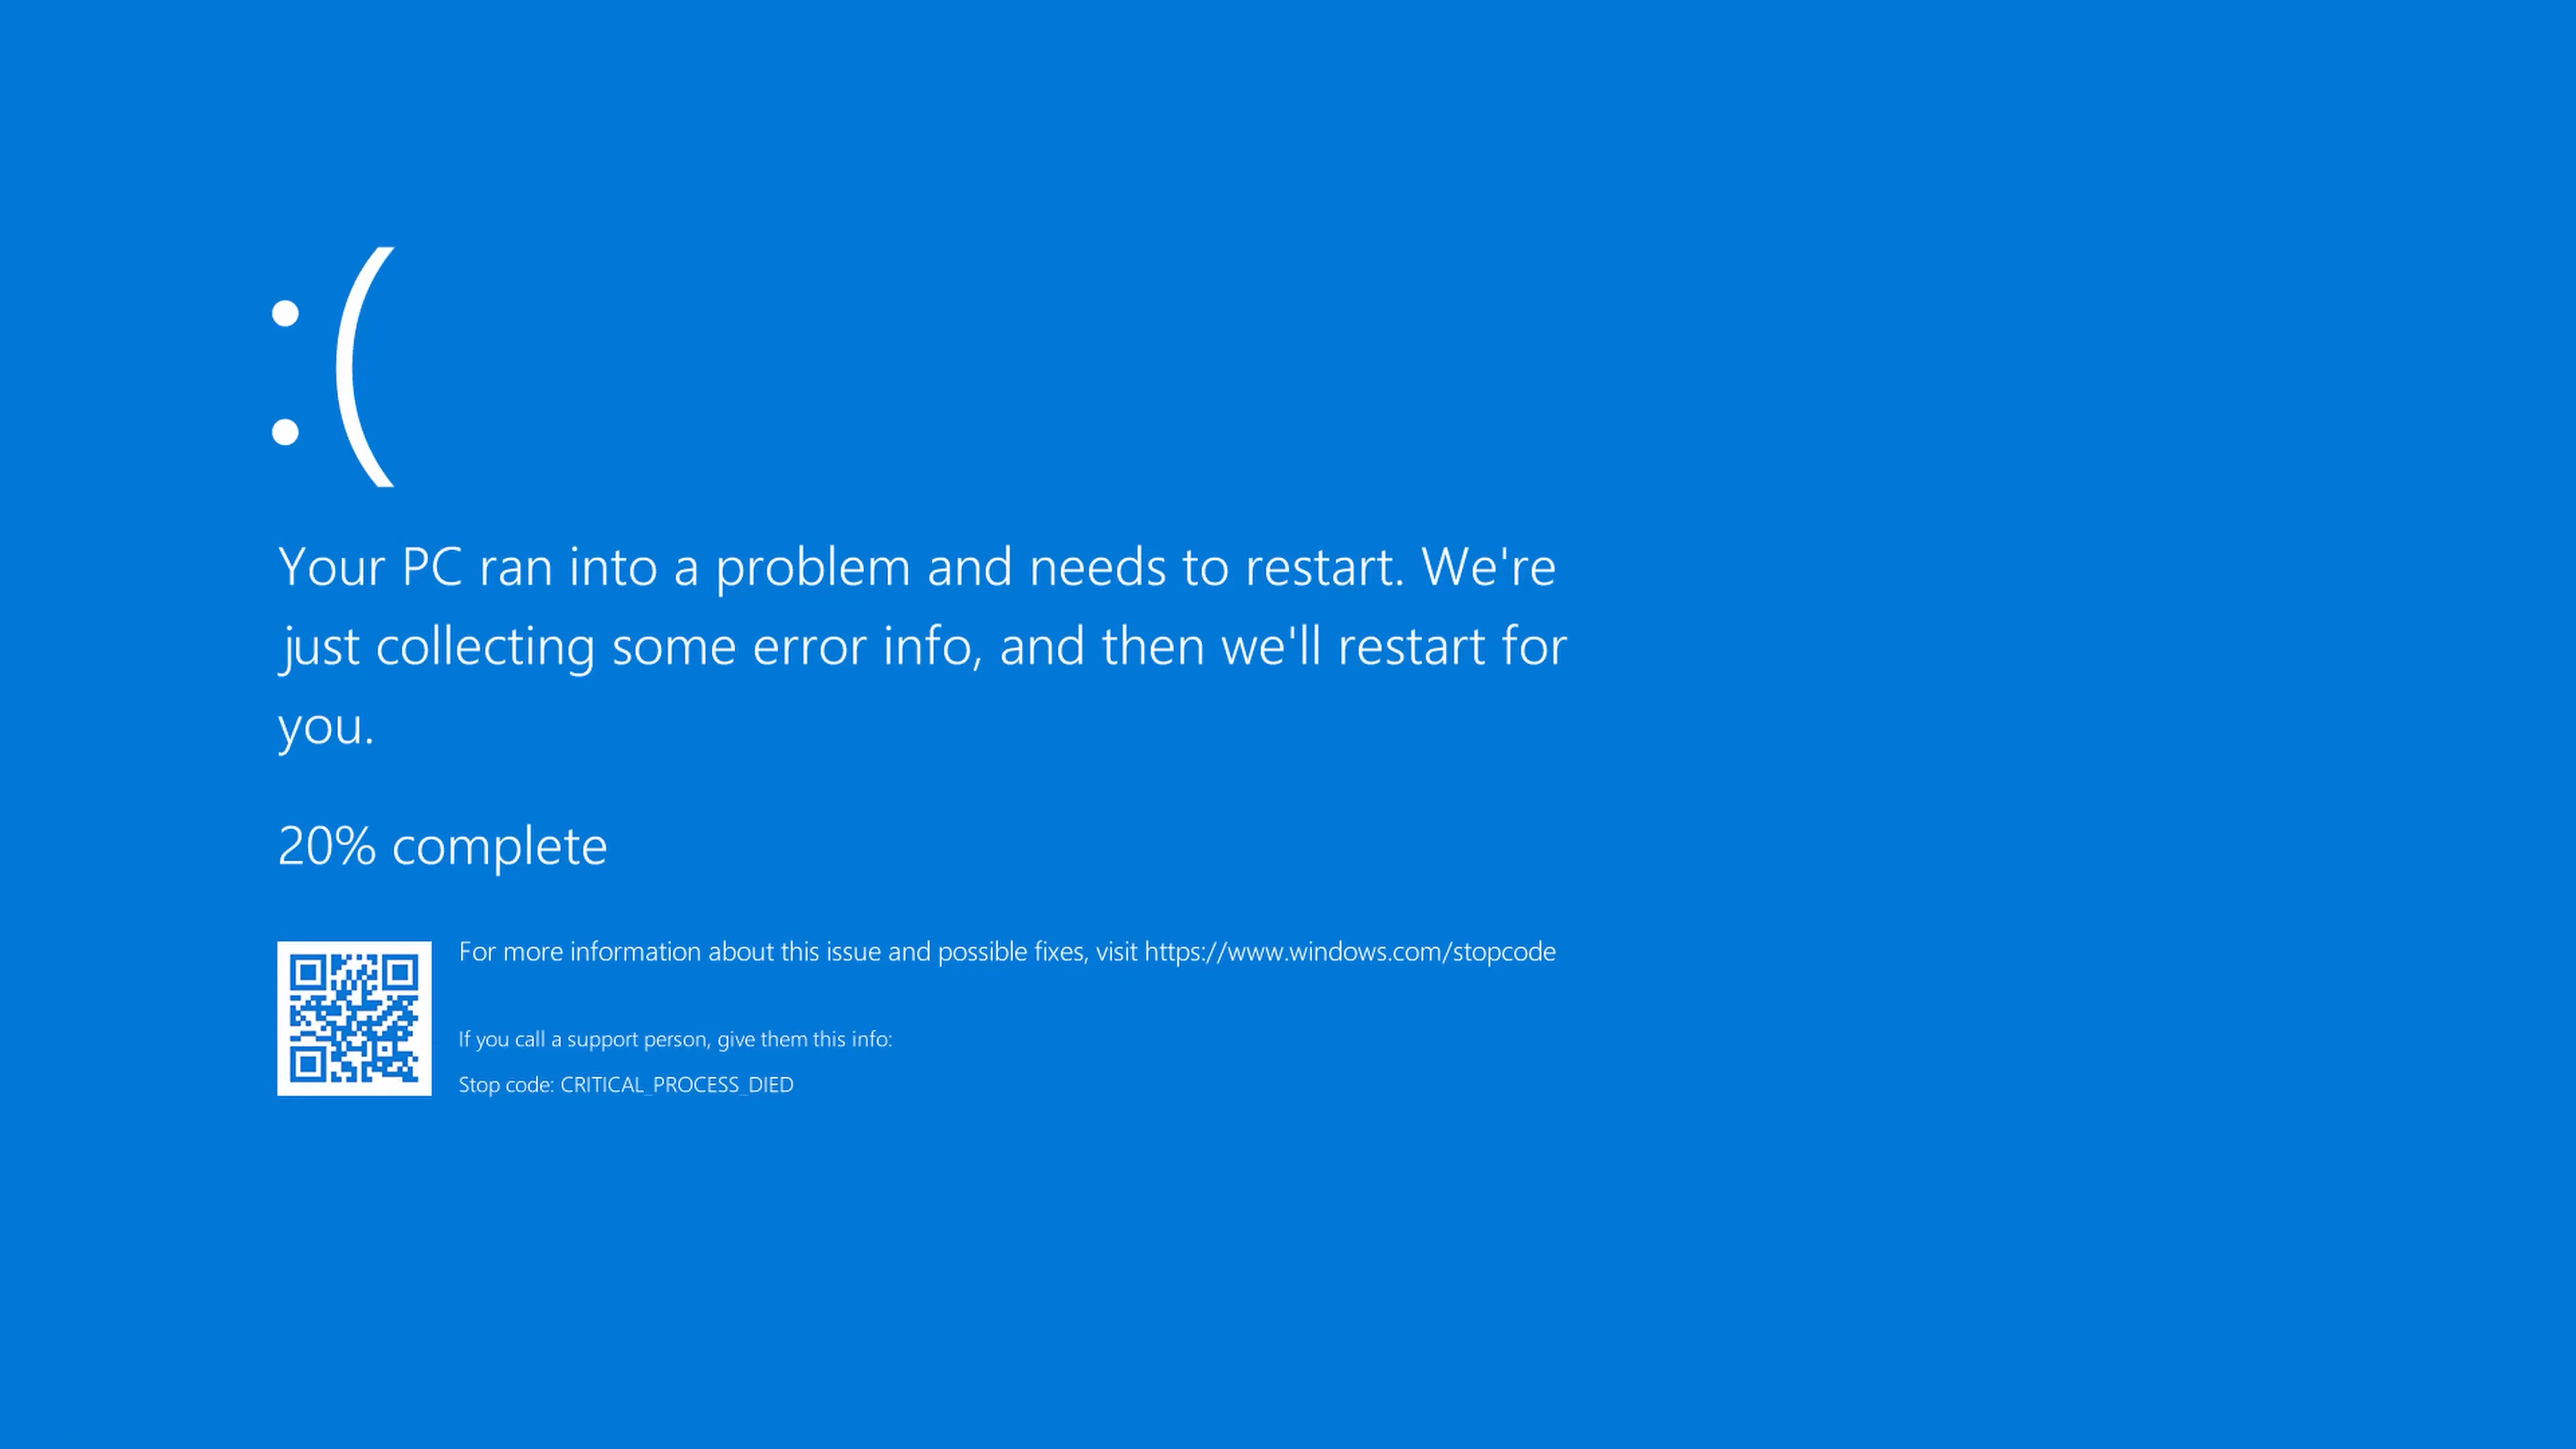 :(
Your PC ran into a problem and needs to restart. We're
just collecting some error info, and then we'll restart for
you.
20% complete
For more information about this issue and possible fixes, visit https://www.windows.com/stopcode
If you call a support person, give them this info:
Stop code: CRITICAL_PROCESS_DIED